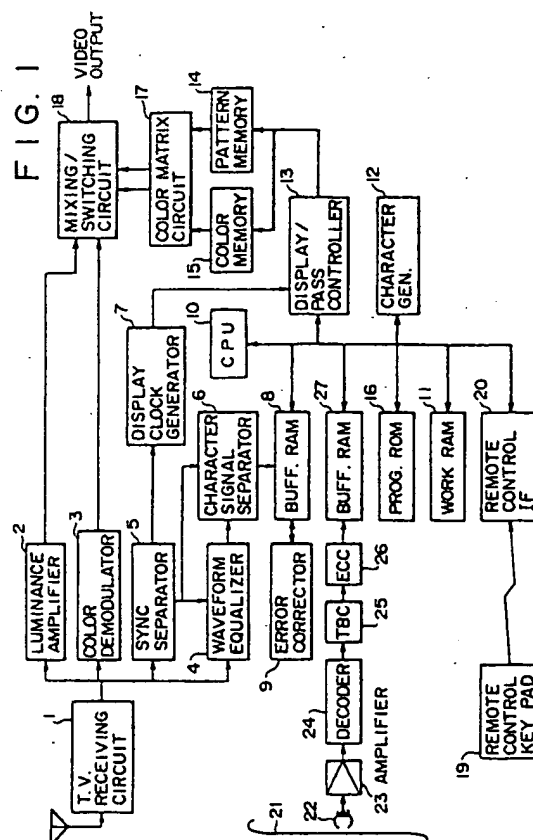 FIG. 1
1
T.V.
RECEIVING
CIRCUIT
2
LUMINANCE
AMPLIFIER
3
COLOR
DEMODULATOR
5
SYNC
SEPARATOR
4
WAVEFORM
EQUALIZER
7
DISPLAY
CLOCK
GENERATOR
6
CHARACTER
SIGNAL
SEPARATOR
18
MIXING/
SWITCHING
CIRCUIT
VIDEO
OUTPUT
17
COLOR MATRIX
CIRCUIT
15
COLOR
MEMORY
14
PATTERN
MEMORY
13
DISPLAY/
PASS
CONTROLLER
10
CPU
12
CHARACTER
GEN.
9
ERROR
CORRECTOR
8
BUFF. RAM
21
22
23 AMPLIFIER
24
DECODER
25
TBC
26
ECC
27
BUFF. RAM
16
PROG. ROM
11
WORK RAM
20
REMOTE
CONTROL
IF
19
REMOTE
CONTROL
KEY PAD